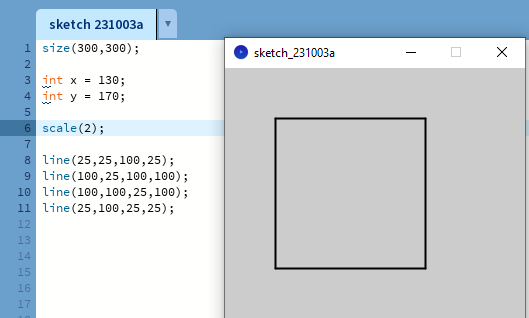 sketch 231003a
▼
1 size(300,300);
2
3 int x = 130;
4 int y = 170;
5
6 scale(2);
7
8 line(25,25,100,25);
9 line(100,25,100,100);
10 line(100,100,25,100);
11 line(25,100,25,25);
12
13
14
15
16
17
sketch_231003a